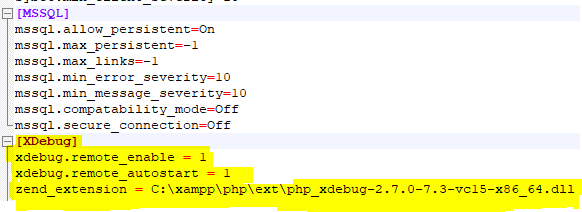 [MSSQL]
mssql.allow_persistent=On
mssql.max_persistent=-1
mssql.max_links=-1
mssql.min_error_severity=10
mssql.min_message_severity=10
mssql.compatability_mode=Off
mssql.secure_connection=Off
[XDebug]
xdebug.remote_enable = 1
xdebug.remote_autostart = 1
zend_extension = C:\xampp\php\ext\php_xdebug-2.7.0-7.3-vc15-x86_64.dll